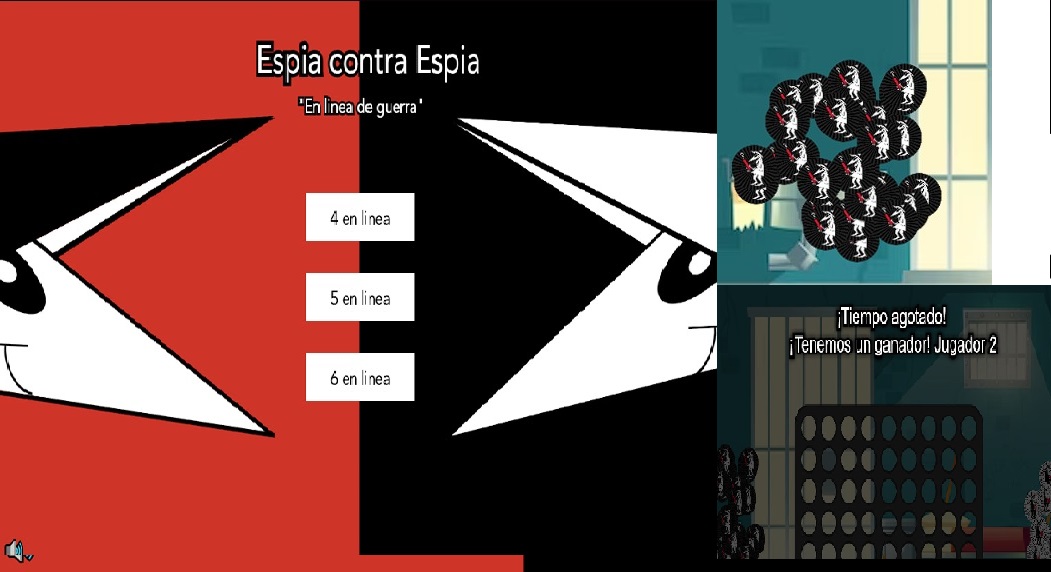 Espia contra Espia
"En linea de guerra"
4 en linea
5 en linea
6 en linea
¡Tiempo agotado!
¡Tenemos un ganador! Jugador 2